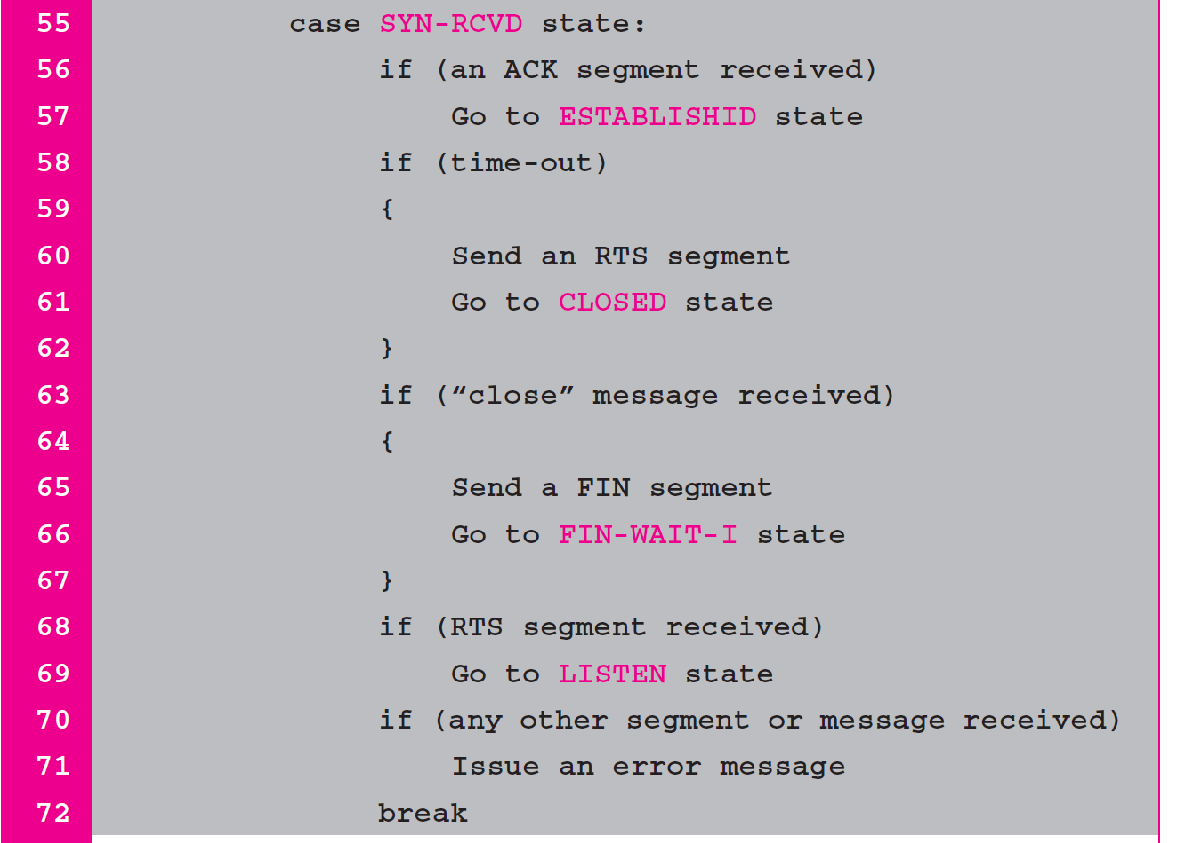 55 case SYN-RCVD state:
56 if (an ACK segment received)
57 Go to ESTABLISHID state
58 if (time-out)
59 {
60 Send an RTS segment
61 Go to CLOSED state
62 }
63 if (“close” message received)
64 {
65 Send a FIN segment
66 Go to FIN-WAIT-I state
67 }
68 if (RTS segment received)
69 Go to LISTEN state
70 if (any other segment or message received)
71 Issue an error message
72 break